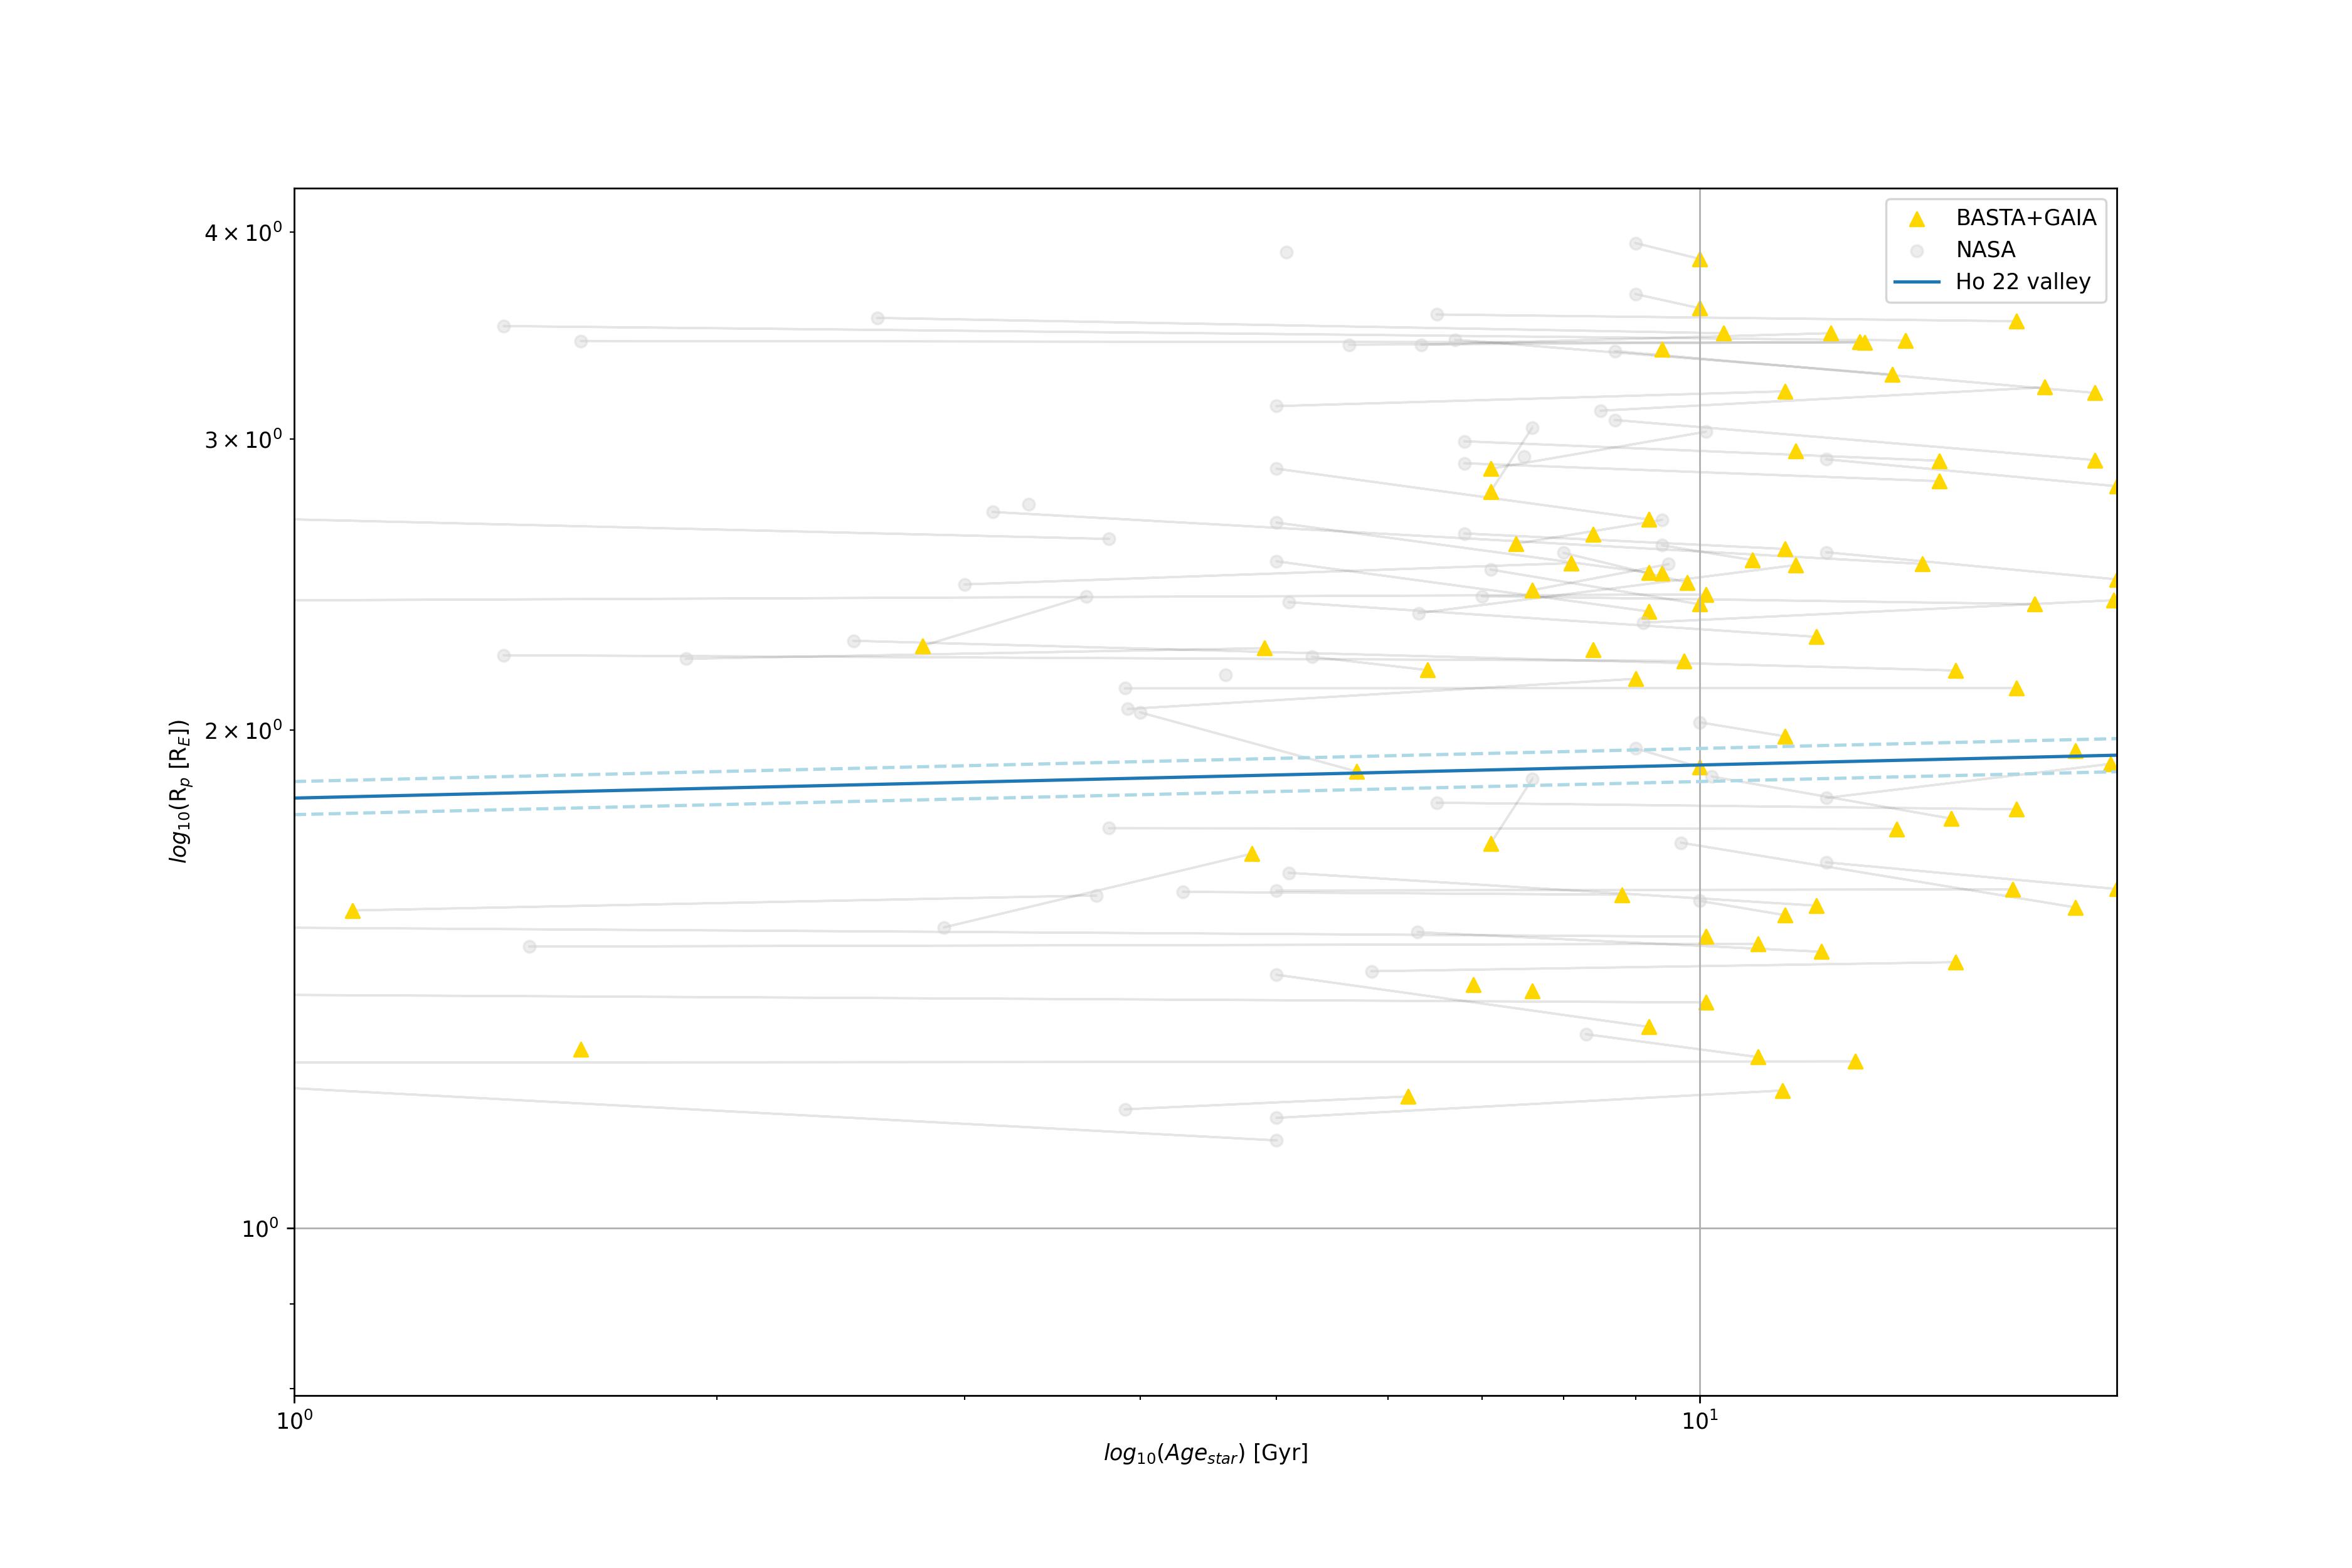 BASTA+GAIA
NASA
Ho 22 valley
4 × 10⁰
3 × 10⁰
2 × 10⁰
10⁰
log₁₀(Rₚ [R_E])
10⁰
10¹
log₁₀(Age_star) [Gyr]